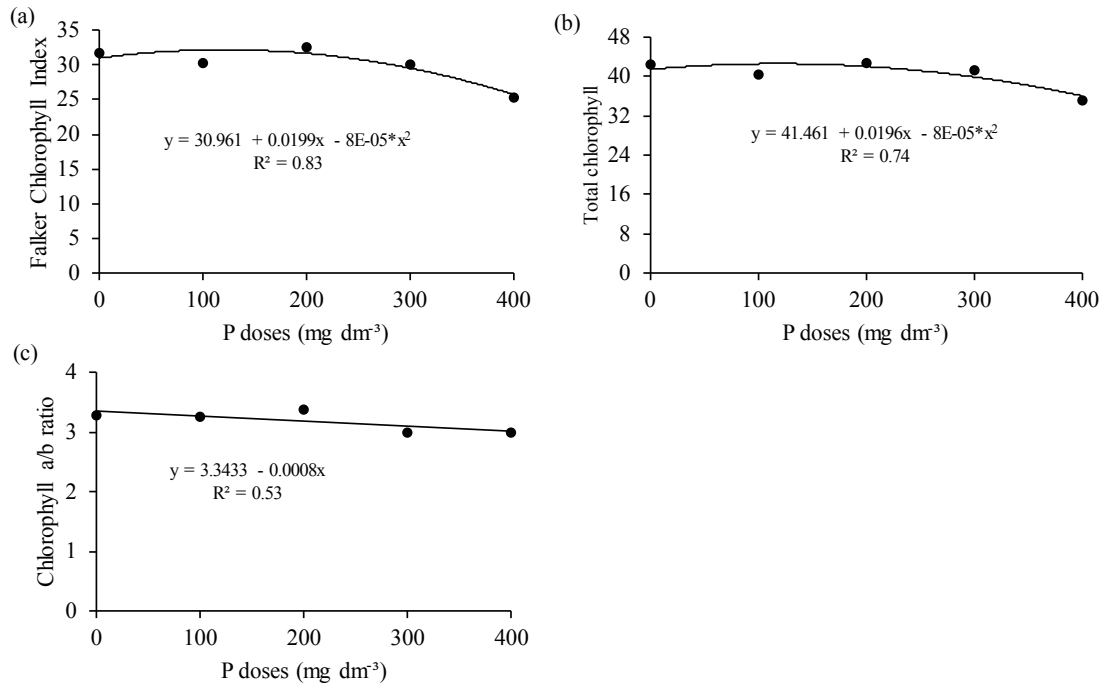 (a)
35
30
25
20
15
10
5
0
Falker Chlorophyll Index
y = 30.961 + 0.0199x - 8E-05*x²
R² = 0.83
0 100 200 300 400
P doses (mg dm⁻³)
(b)
48
40
32
24
16
8
0
Total chlorophyll
y = 41.461 + 0.0196x - 8E-05*x²
R² = 0.74
0 100 200 300 400
P doses (mg dm⁻³)
(c)
4
3
2
1
0
Chlorophyll a/b ratio
y = 3.3433 - 0.0008x
R² = 0.53
0 100 200 300 400
P doses (mg dm⁻³)